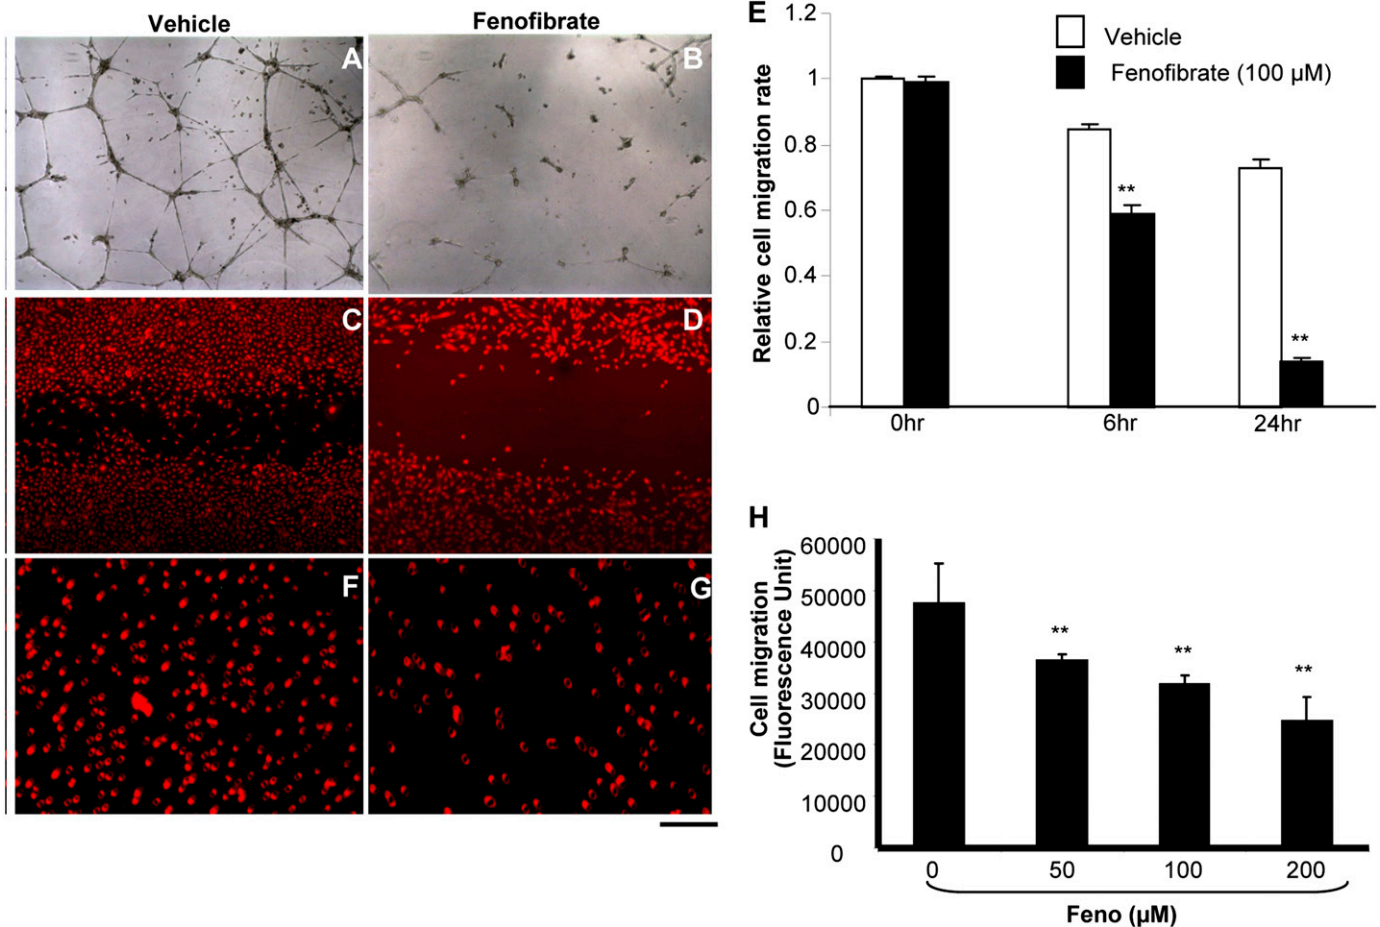 Vehicle
Fenofibrate
A
B
C
D
F
G
E
1.2
1
0.8
0.6
0.4
0.2
0
Relative cell migration rate
Vehicle
Fenofibrate (100 µM)
**
**
0hr
6hr
24hr
H
60000
50000
40000
30000
20000
10000
0
Cell migration
(Fluorescence Unit)
**
**
**
0
50
100
200
Feno (µM)